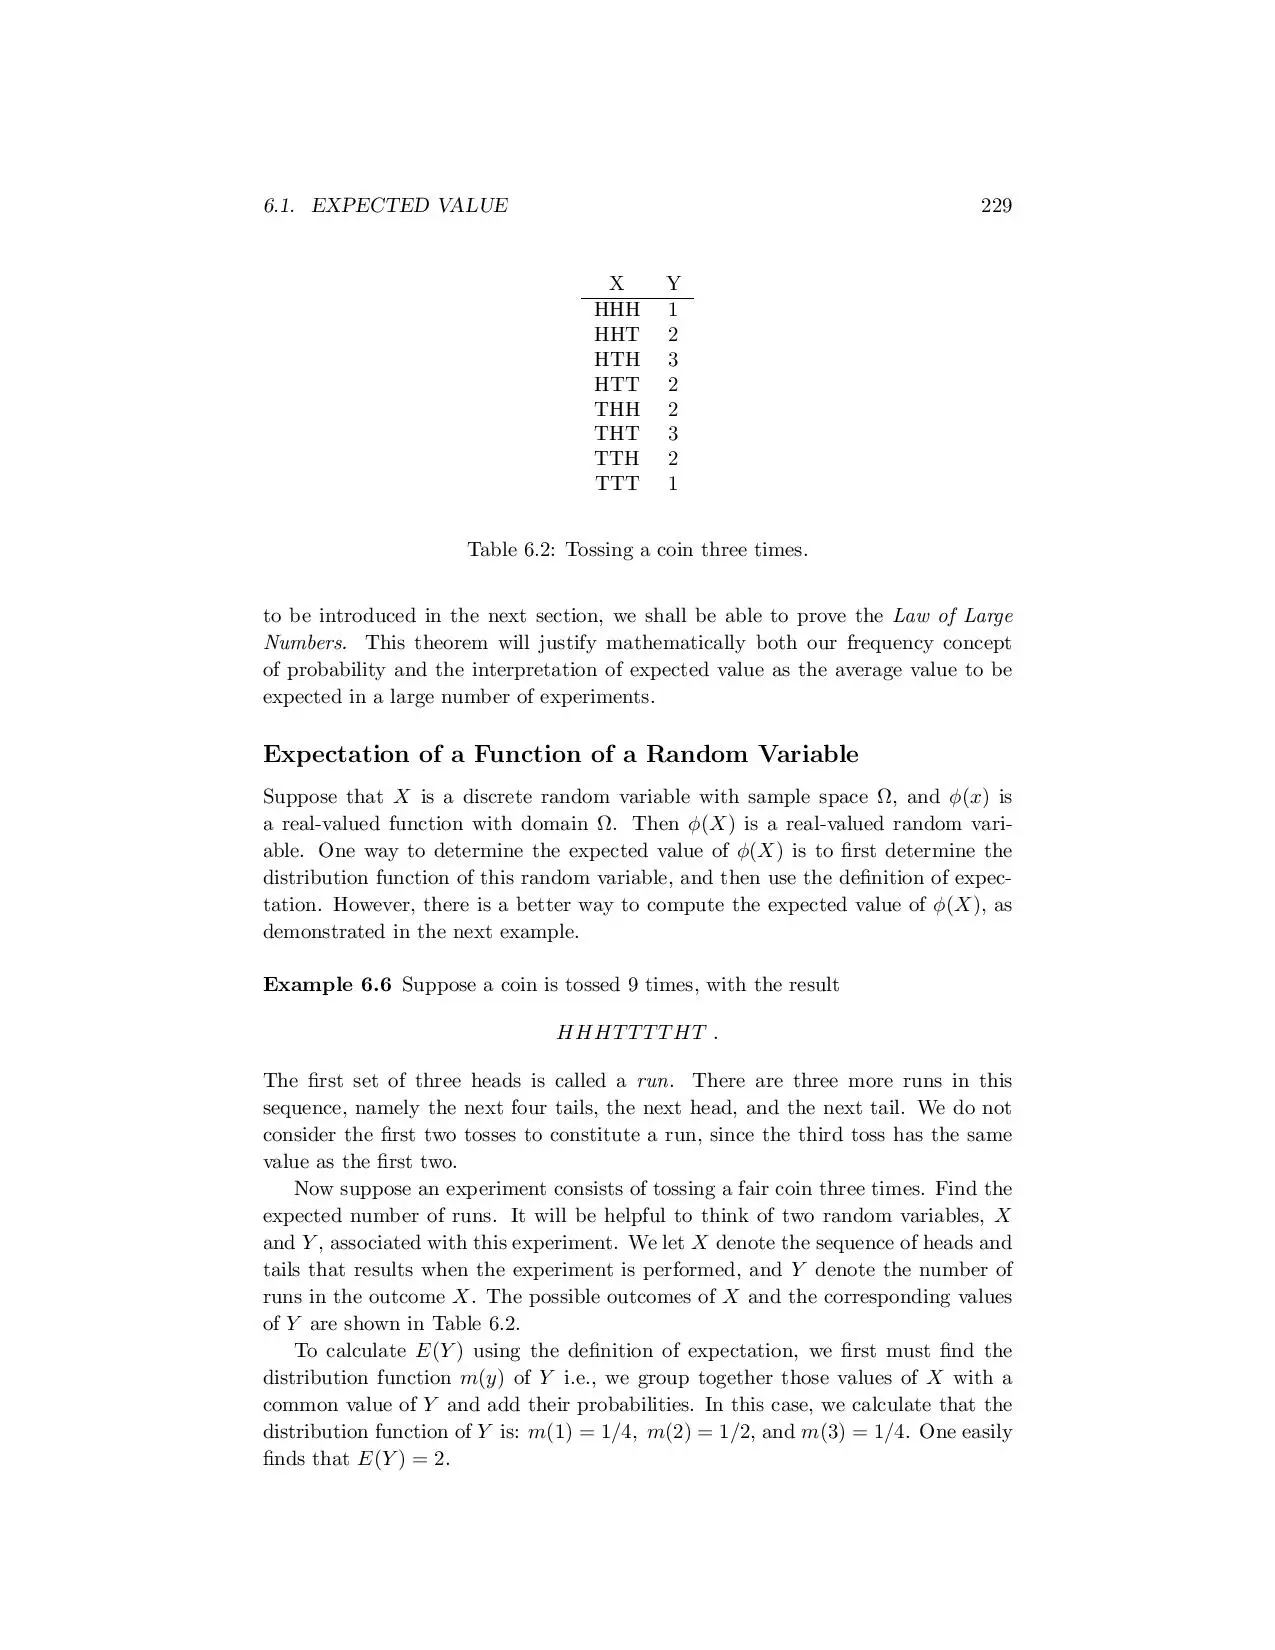 6.1. EXPECTED VALUE 229
X Y
HHH 1
HHT 2
HTH 3
HTT 2
THH 2
THT 3
TTH 2
TTT 1
Table 6.2: Tossing a coin three times.
to be introduced in the next section, we shall be able to prove the Law of Large
Numbers. This theorem will justify mathematically both our frequency concept
of probability and the interpretation of expected value as the average value to be
expected in a large number of experiments.
Expectation of a Function of a Random Variable
Suppose that X is a discrete random variable with sample space Ω, and ϕ(x) is
a real-valued function with domain Ω. Then ϕ(X) is a real-valued random vari-
able. One way to determine the expected value of ϕ(X) is to first determine the
distribution function of this random variable, and then use the definition of expec-
tation. However, there is a better way to compute the expected value of ϕ(X), as
demonstrated in the next example.
Example 6.6 Suppose a coin is tossed 9 times, with the result
HHHTTTTHT .
The first set of three heads is called a run. There are three more runs in this
sequence, namely the next four tails, the next head, and the next tail. We do not
consider the first two tosses to constitute a run, since the third toss has the same
value as the first two.
Now suppose an experiment consists of tossing a fair coin three times. Find the
expected number of runs. It will be helpful to think of two random variables, X
and Y, associated with this experiment. We let X denote the sequence of heads and
tails that results when the experiment is performed, and Y denote the number of
runs in the outcome X. The possible outcomes of X and the corresponding values
of Y are shown in Table 6.2.
To calculate E(Y) using the definition of expectation, we first must find the
distribution function m(y) of Y i.e., we group together those values of X with a
common value of Y and add their probabilities. In this case, we calculate that the
distribution function of Y is: m(1) = 1/4, m(2) = 1/2, and m(3) = 1/4. One easily
finds that E(Y) = 2.